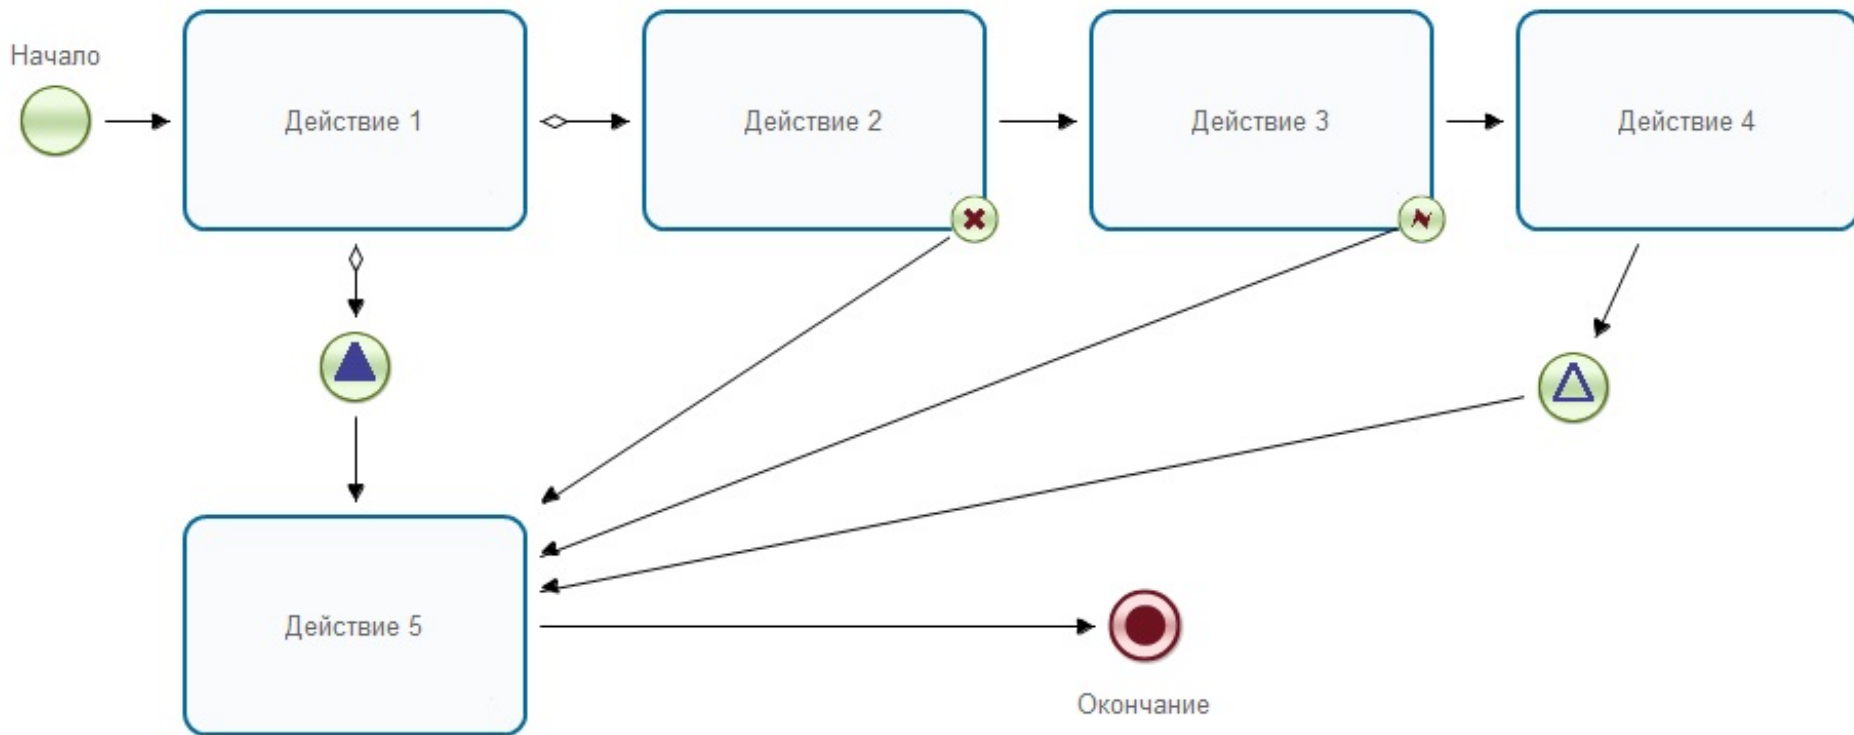 Начало
Действие 1
Действие 2
Действие 3
Действие 4
Действие 5
Окончание